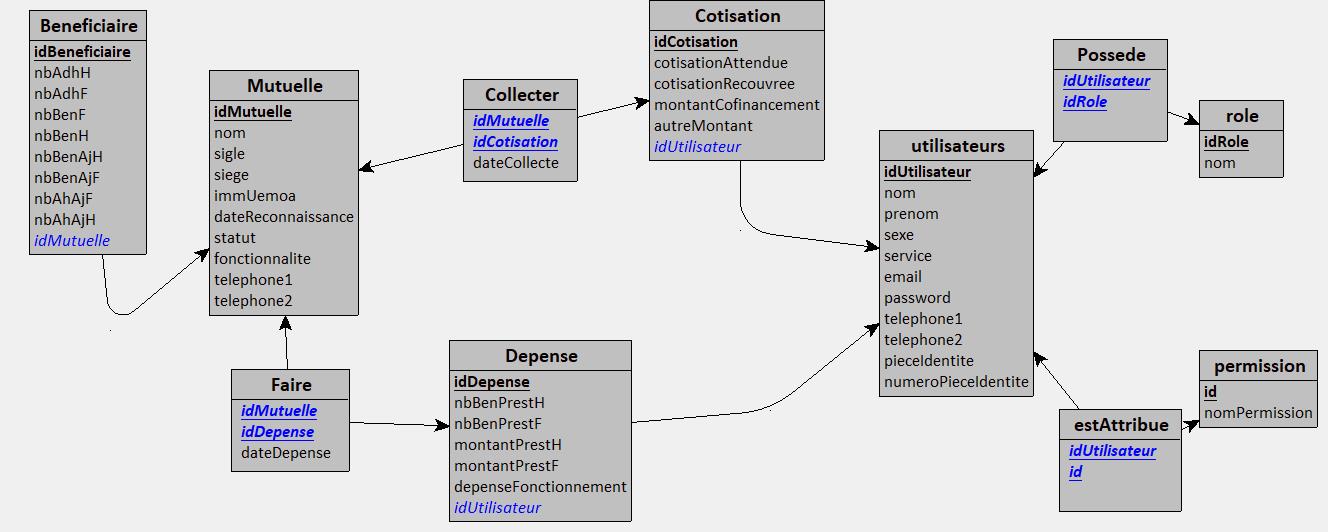 Beneficiaire
idBeneficiaire
nbAdhH
nbAdhF
nbBenF
nbBenH
nbBenAjH
nbBenAjF
nbAhAjF
nbAhAjH
idMutuelle
Mutuelle
idMutuelle
nom
sigle
siege
immUemoa
dateReconnaissance
statut
fonctionnalite
telephone1
telephone2
Collecter
idMutuelle
idCotisation
dateCollecte
Cotisation
idCotisation
cotisationAttendue
cotisationRecouvree
montantCofinancement
autreMontant
idUtilisateur
utilisateurs
idUtilisateur
nom
prenom
sexe
service
email
password
telephone1
telephone2
pieceIdentite
numeroPieceIdentite
Possede
idUtilisateur
idRole
role
idRole
nom
Faire
idMutuelle
idDepense
dateDepense
Depense
idDepense
nbBenPrestH
nbBenPrestF
montantPrestH
montantPrestF
depenseFonctionnement
idUtilisateur
estAttribue
idUtilisateur
id
permission
id
nomPermission